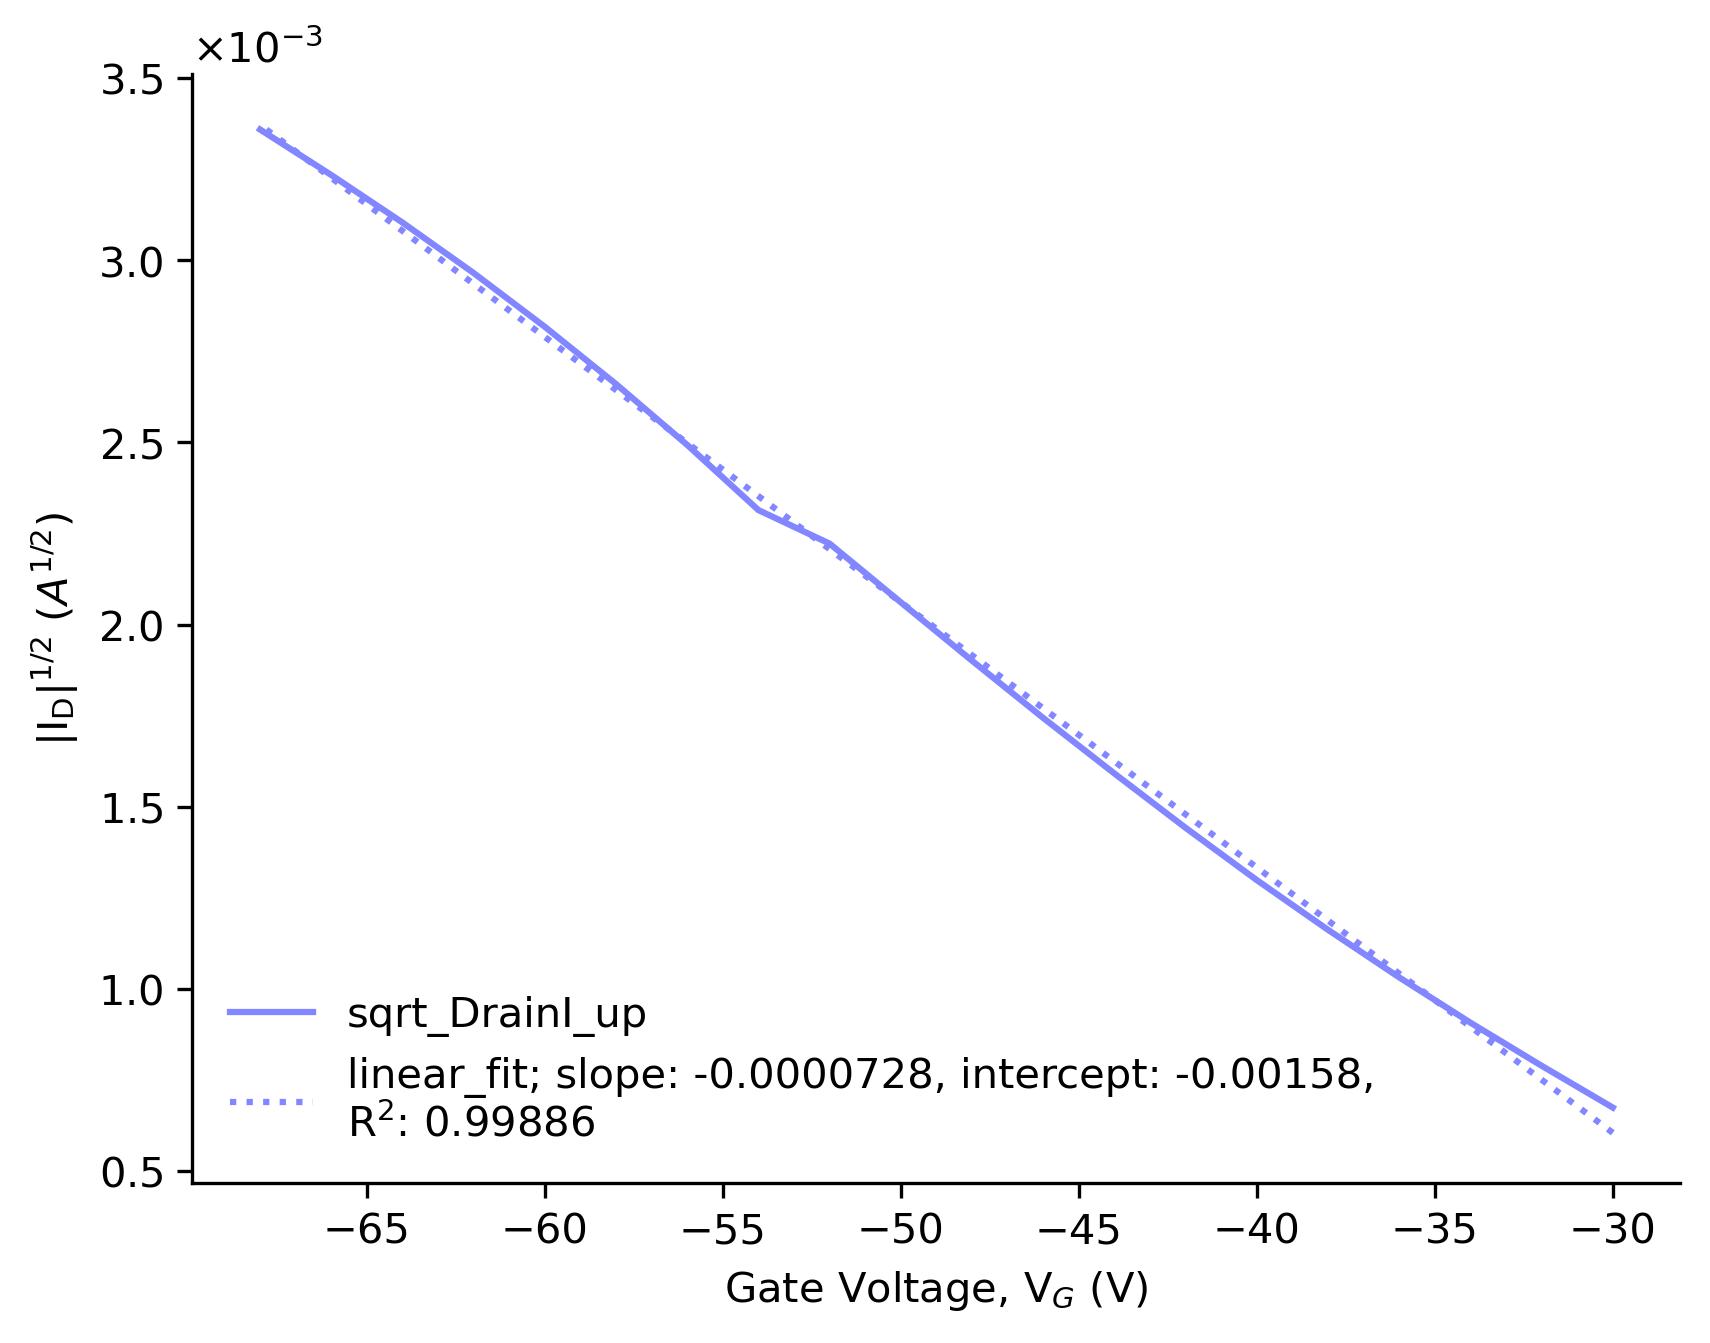 ×10⁻³
3.5
3.0
2.5
2.0
1.5
1.0
0.5
|I_D|^{1/2} (A^{1/2})
sqrt_DrainI_up
linear_fit; slope: -0.0000728, intercept: -0.00158,
R²: 0.99886
−65 −60 −55 −50 −45 −40 −35 −30
Gate Voltage, V_G (V)